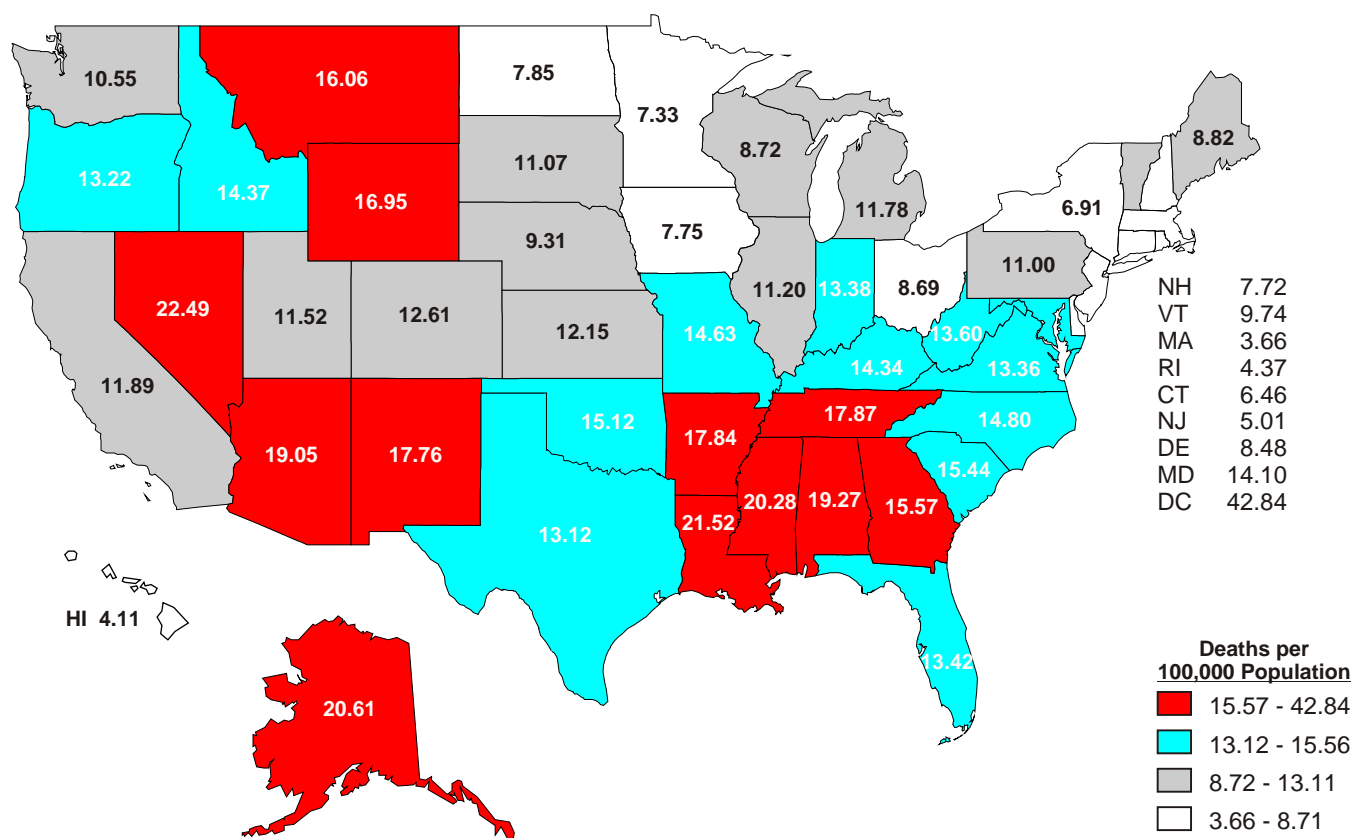 10.55
16.06
7.85
7.33
8.82
13.22
14.37
11.07
8.72
11.78
6.91
16.95
7.75
9.31
11.00
22.49
11.52
12.61
12.15
11.20
13.38
8.69
14.63
13.60
14.34
13.36
11.89
NH 7.72
VT 9.74
MA 3.66
RI 4.37
CT 6.46
NJ 5.01
DE 8.48
MD 14.10
DC 42.84
19.05
17.76
15.12
17.84
17.87
14.80
15.44
13.12
21.52
20.28
19.27
15.57
HI 4.11
13.42
20.61
Deaths per
100,000 Population
15.57 - 42.84
13.12 - 15.56
8.72 - 13.11
3.66 - 8.71